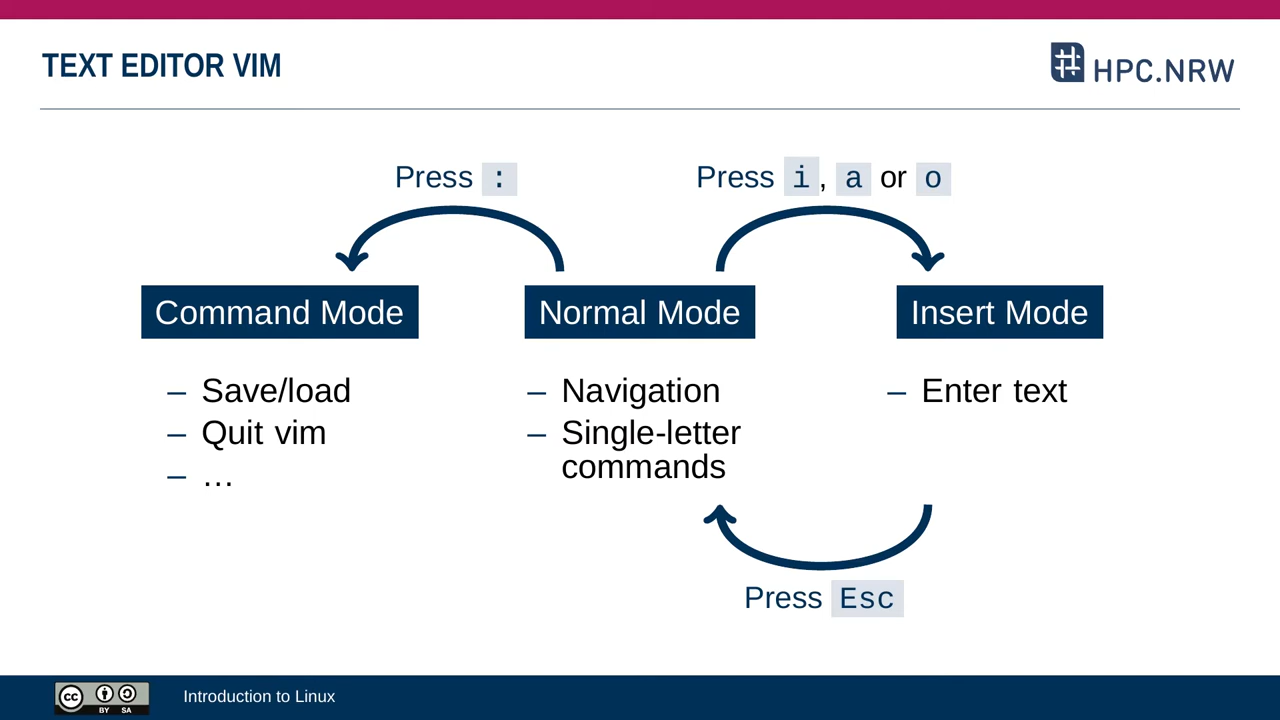 TEXT EDITOR VIM
HPC.NRW
Press :
Press i, a or o
Command Mode
Normal Mode
Insert Mode
– Save/load
– Quit vim
– …
– Navigation
– Single-letter
commands
– Enter text
Press Esc
cc BY SA
Introduction to Linux